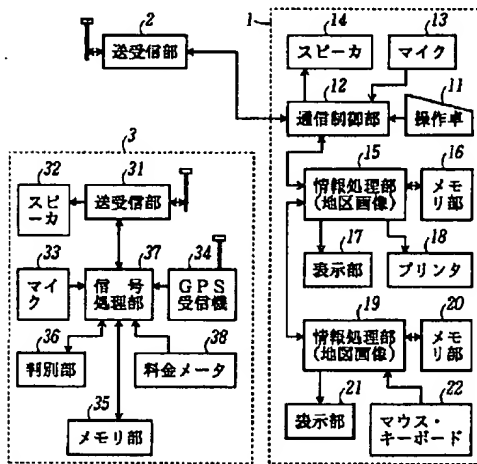 2
送受信部
1
14
スピーカ
13
マイク
12
通信制御部
11
操作卓
15
情報処理部
(地区画像)
16
メモ
リ部
17
表示部
18
プリンタ
19
情報処理部
(地区画像)
20
メモ
リ部
21
表示部
22
マウス・
キーボード
3
32
スピ
ーカ
31
送受信部
33
マイ
ク
37
信号
処理部
34
GPS
受信機
36
判別部
38
料金メータ
35
メモリ部